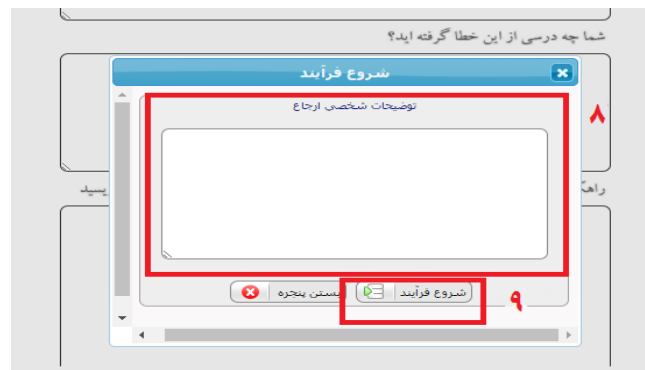 شما چه درسی از این خطا گرفته اید؟
شروع فرآیند
توضیحات شخصی ارجاع
۸
شروع فرآیند
بستن پنجره
۹